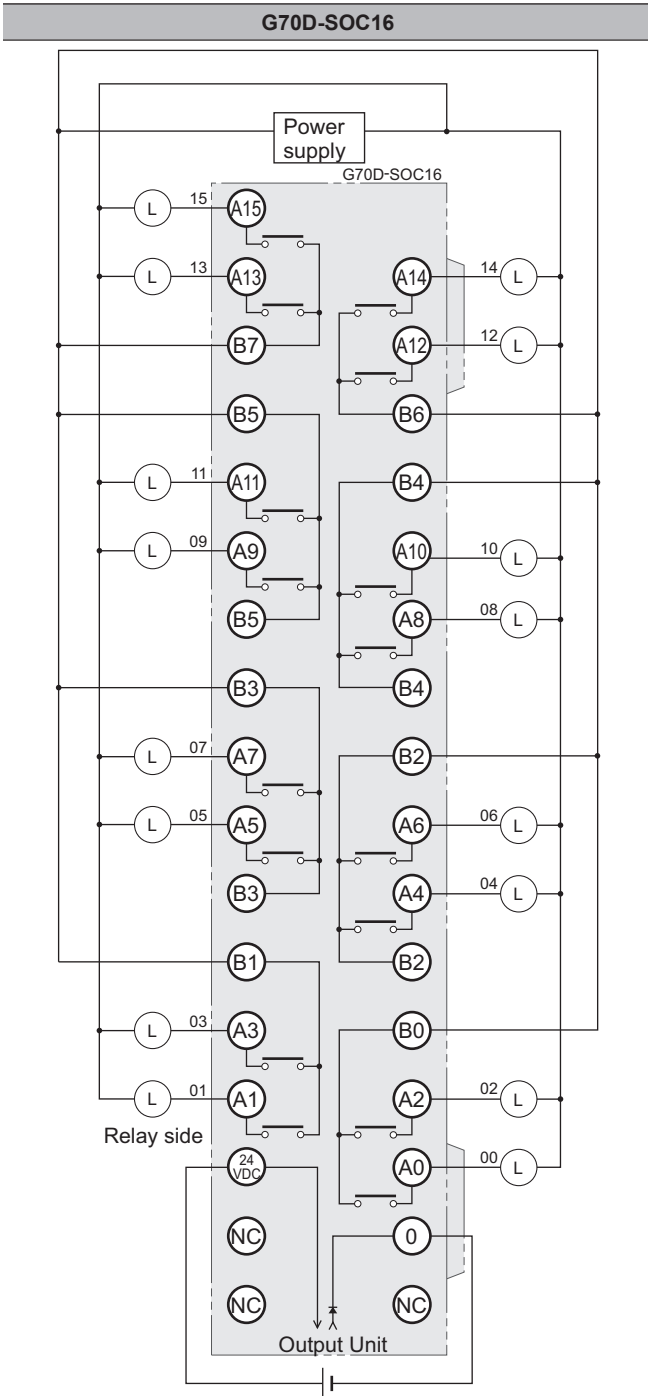 G70D-SOC16
Power
supply
G70D-SOC16
L 15 A15
L 13 A13 A14 14 L
B7 A12 12 L
B5 B6
L 11 A11 B4
L 09 A9 A10 10 L
B5 A8 08 L
B3 B4
L 07 A7 B2
L 05 A5 A6 06 L
B3 A4 04 L
B1 B2
L 03 A3 B0
L 01 A1 A2 02 L
Relay side
24
VDC A0 00 L
NC 0
NC NC
Output Unit